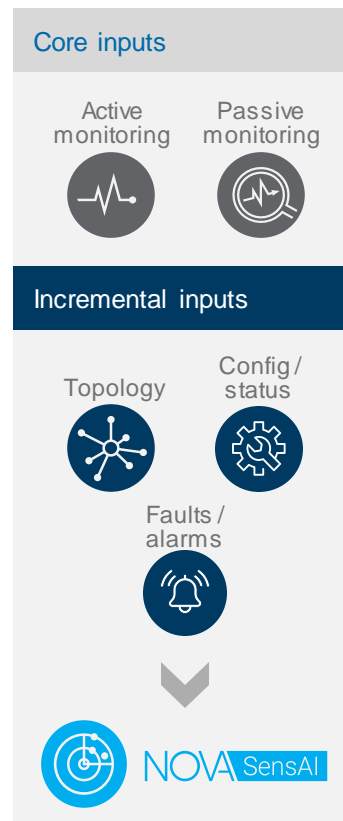 Core inputs
Active Passive
monitoring monitoring
Incremental inputs
Topology
Config/
status
Faults/
alarms
NOVA SensAI